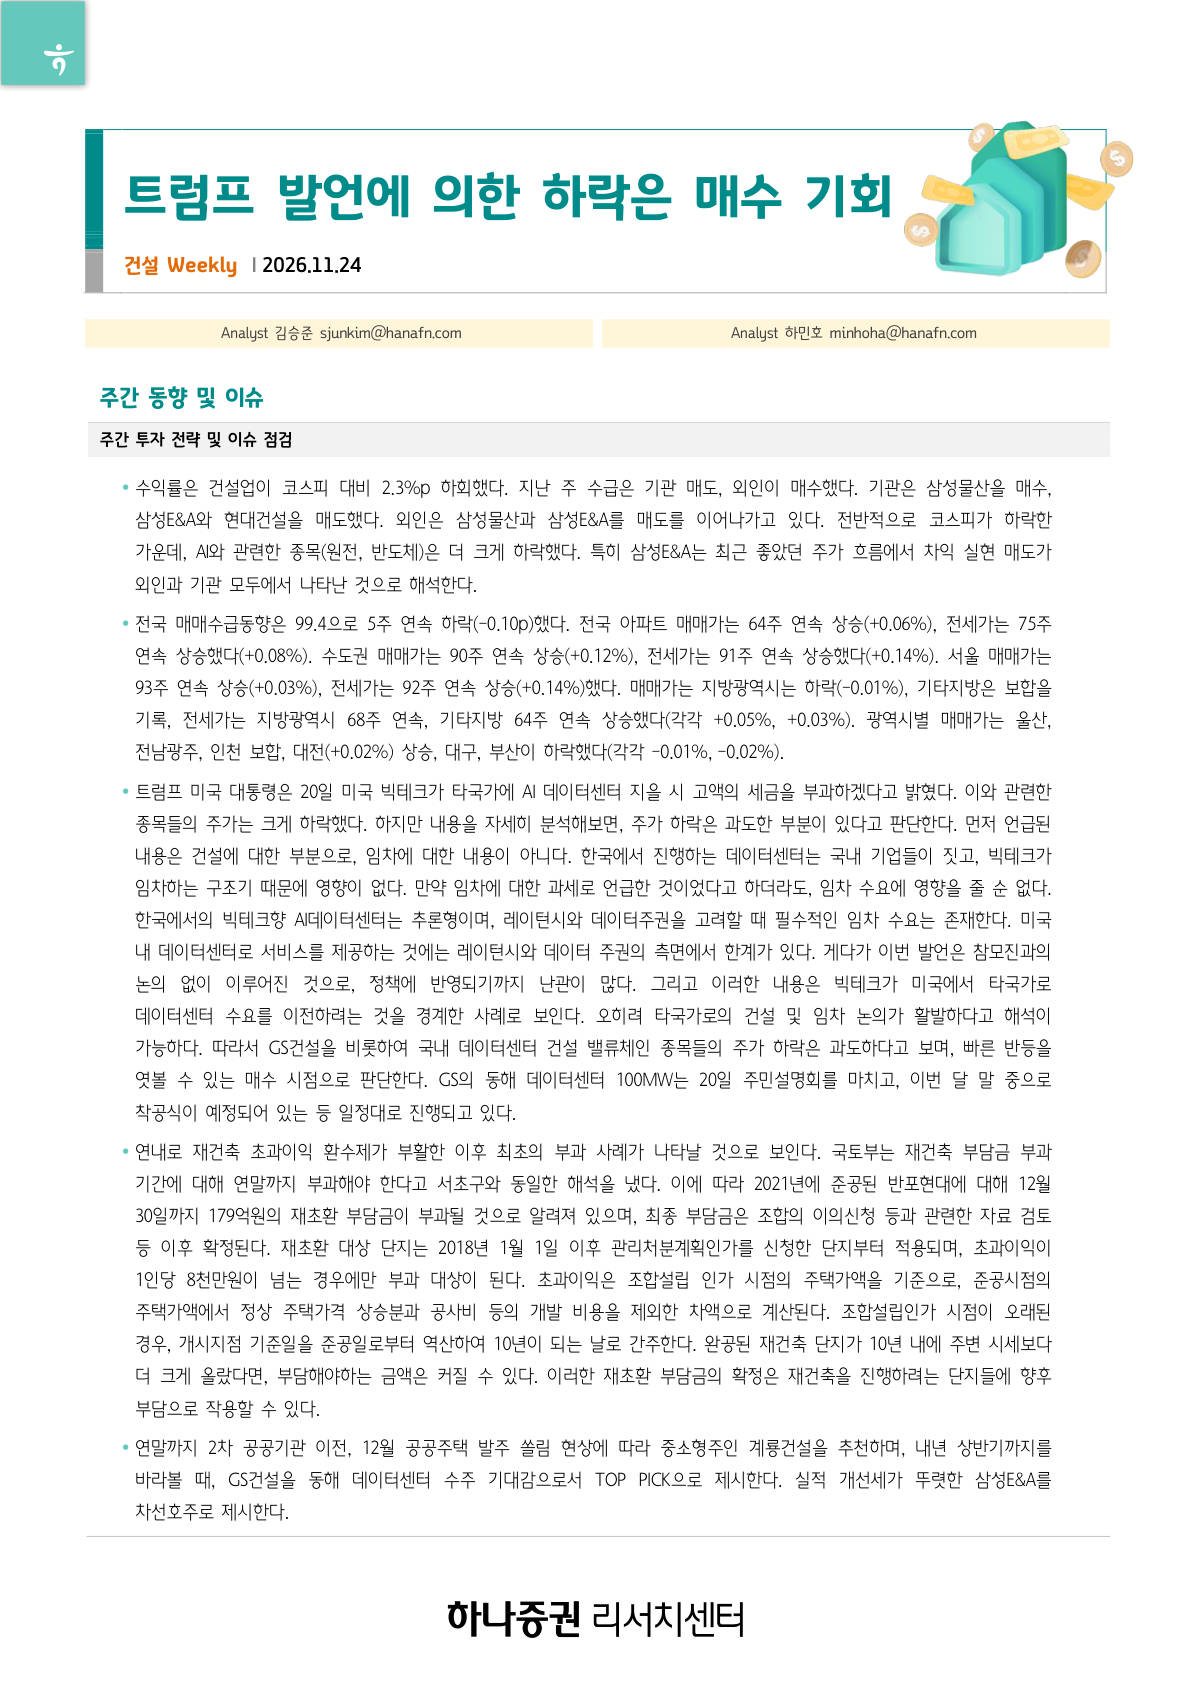 트럼프 발언에 의한 하락은 매수 기회
건설 Weekly | 2026.11.24
Analyst 김승준 sjunkim@hanafn.com
Analyst 하민호 minhoha@hanafn.com
주간 동향 및 이슈
주간 투자 전략 및 이슈 점검
• 수익률은 건설업이 코스피 대비 2.3%p 하회했다. 지난 주 수급은 기관 매도, 외인이 매수했다. 기관은 삼성물산을 매수,
삼성E&A와 현대건설을 매도했다. 외인은 삼성물산과 삼성E&A를 매도를 이어나가고 있다. 전반적으로 코스피가 하락한
가운데, AI와 관련한 종목(원전, 반도체)은 더 크게 하락했다. 특히 삼성E&A는 최근 좋았던 주가 흐름에서 차익 실현 매도가
외인과 기관 모두에서 나타난 것으로 해석한다.
• 전국 매매수급동향은 99.4으로 5주 연속 하락(-0.10p)했다. 전국 아파트 매매가는 64주 연속 상승(+0.06%), 전세가는 75주
연속 상승했다(+0.08%). 수도권 매매가는 90주 연속 상승(+0.12%), 전세가는 91주 연속 상승했다(+0.14%). 서울 매매가는
93주 연속 상승(+0.03%), 전세가는 92주 연속 상승(+0.14%)했다. 매매가는 지방광역시는 하락(-0.01%), 기타지방은 보합을
기록, 전세가는 지방광역시 68주 연속, 기타지방 64주 연속 상승했다(각각 +0.05%, +0.03%). 광역시별 매매가는 울산,
전남광주, 인천 보합, 대전(+0.02%) 상승, 대구, 부산이 하락했다(각각 -0.01%, -0.02%).
• 트럼프 미국 대통령은 20일 미국 빅테크가 타국가에 AI 데이터센터 지을 시 고액의 세금을 부과하겠다고 밝혔다. 이와 관련한
종목들의 주가는 크게 하락했다. 하지만 내용을 자세히 분석해보면, 주가 하락은 과도한 부분이 있다고 판단한다. 먼저 언급된
내용은 건설에 대한 부분으로, 임차에 대한 내용이 아니다. 한국에서 진행하는 데이터센터는 국내 기업들이 짓고, 빅테크가
임차하는 구조기 때문에 영향이 없다. 만약 임차에 대한 과세로 언급한 것이었다고 하더라도, 임차 수요에 영향을 줄 순 없다.
한국에서의 빅테크향 AI데이터센터는 추론형이며, 레이턴시와 데이터주권을 고려할 때 필수적인 임차 수요는 존재한다. 미국
내 데이터센터로 서비스를 제공하는 것에는 레이턴시와 데이터 주권의 측면에서 한계가 있다. 게다가 이번 발언은 참모진과의
논의 없이 이루어진 것으로, 정책에 반영되기까지 난관이 많다. 그리고 이러한 내용은 빅테크가 미국에서 타국가로
데이터센터 수요를 이전하려는 것을 경계한 사례로 보인다. 오히려 타국가로의 건설 및 임차 논의가 활발하다고 해석이
가능하다. 따라서 GS건설을 비롯하여 국내 데이터센터 건설 밸류체인 종목들의 주가 하락은 과도하다고 보며, 빠른 반등을
엿볼 수 있는 매수 시점으로 판단한다. GS의 동해 데이터센터 100MW는 20일 주민설명회를 마치고, 이번 달 말 중으로
착공식이 예정되어 있는 등 일정대로 진행되고 있다.
• 연내로 재건축 초과이익 환수제가 부활한 이후 최초의 부과 사례가 나타날 것으로 보인다. 국토부는 재건축 부담금 부과
기간에 대해 연말까지 부과해야 한다고 서초구와 동일한 해석을 냈다. 이에 따라 2021년에 준공된 반포현대에 대해 12월
30일까지 179억원의 재초환 부담금이 부과될 것으로 알려져 있으며, 최종 부담금은 조합의 이의신청 등과 관련한 자료 검토
등 이후 확정된다. 재초환 대상 단지는 2018년 1월 1일 이후 관리처분계획인가를 신청한 단지부터 적용되며, 초과이익이
1인당 8천만원이 넘는 경우에만 부과 대상이 된다. 초과이익은 조합설립 인가 시점의 주택가액을 기준으로, 준공시점의
주택가액에서 정상 주택가격 상승분과 공사비 등의 개발 비용을 제외한 차액으로 계산된다. 조합설립인가 시점이 오래된
경우, 개시지점 기준일을 준공일로부터 역산하여 10년이 되는 날로 간주한다. 완공된 재건축 단지가 10년 내에 주변 시세보다
더 크게 올랐다면, 부담해야하는 금액은 커질 수 있다. 이러한 재초환 부담금의 확정은 재건축을 진행하려는 단지들에 향후
부담으로 작용할 수 있다.
• 연말까지 2차 공공기관 이전, 12월 공공주택 발주 쏠림 현상에 따라 중소형주인 계룡건설을 추천하며, 내년 상반기까지를
바라볼 때, GS건설을 동해 데이터센터 수주 기대감으로서 TOP PICK으로 제시한다. 실적 개선세가 뚜렷한 삼성E&A를
차선호주로 제시한다.
하나증권 리서치센터